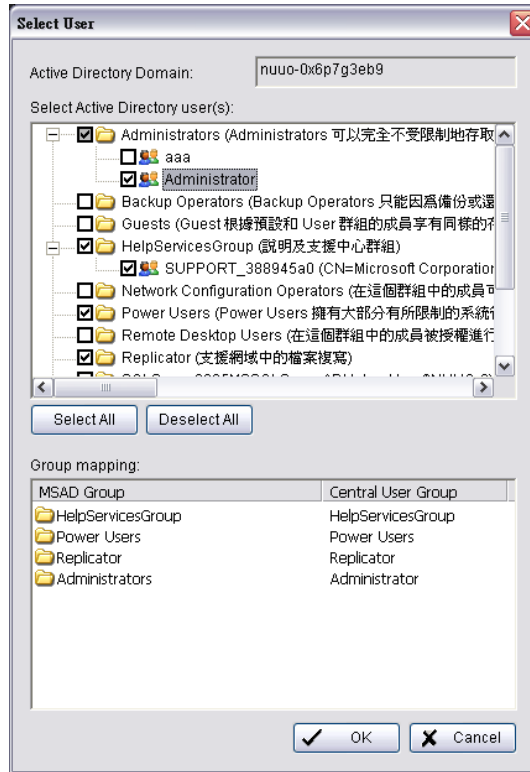 Select User
Active Directory Domain: nuuo-0x6p7g3eb9
Select Active Directory user(s):
Administrators (Administrators 可以完全不受限制地存取
aaa
Administrator
Backup Operators (Backup Operators 只能因為備份或還
Guests (Guest 根據預設和 User 群組的成員享有同樣的存
HelpServicesGroup (說明及支援中心群組)
SUPPORT_388945a0 (CN=Microsoft Corporation
Network Configuration Operators (在這個群組中的成員可
Power Users (Power Users 擁有大部分有所限制的系統
Remote Desktop Users (在這個群組中的成員被授權進行
Replicator (支援網域中的檔案複寫)
Select All Deselect All
Group mapping:
MSAD Group Central User Group
HelpServicesGroup HelpServicesGroup
Power Users Power Users
Replicator Replicator
Administrators Administrator
OK Cancel